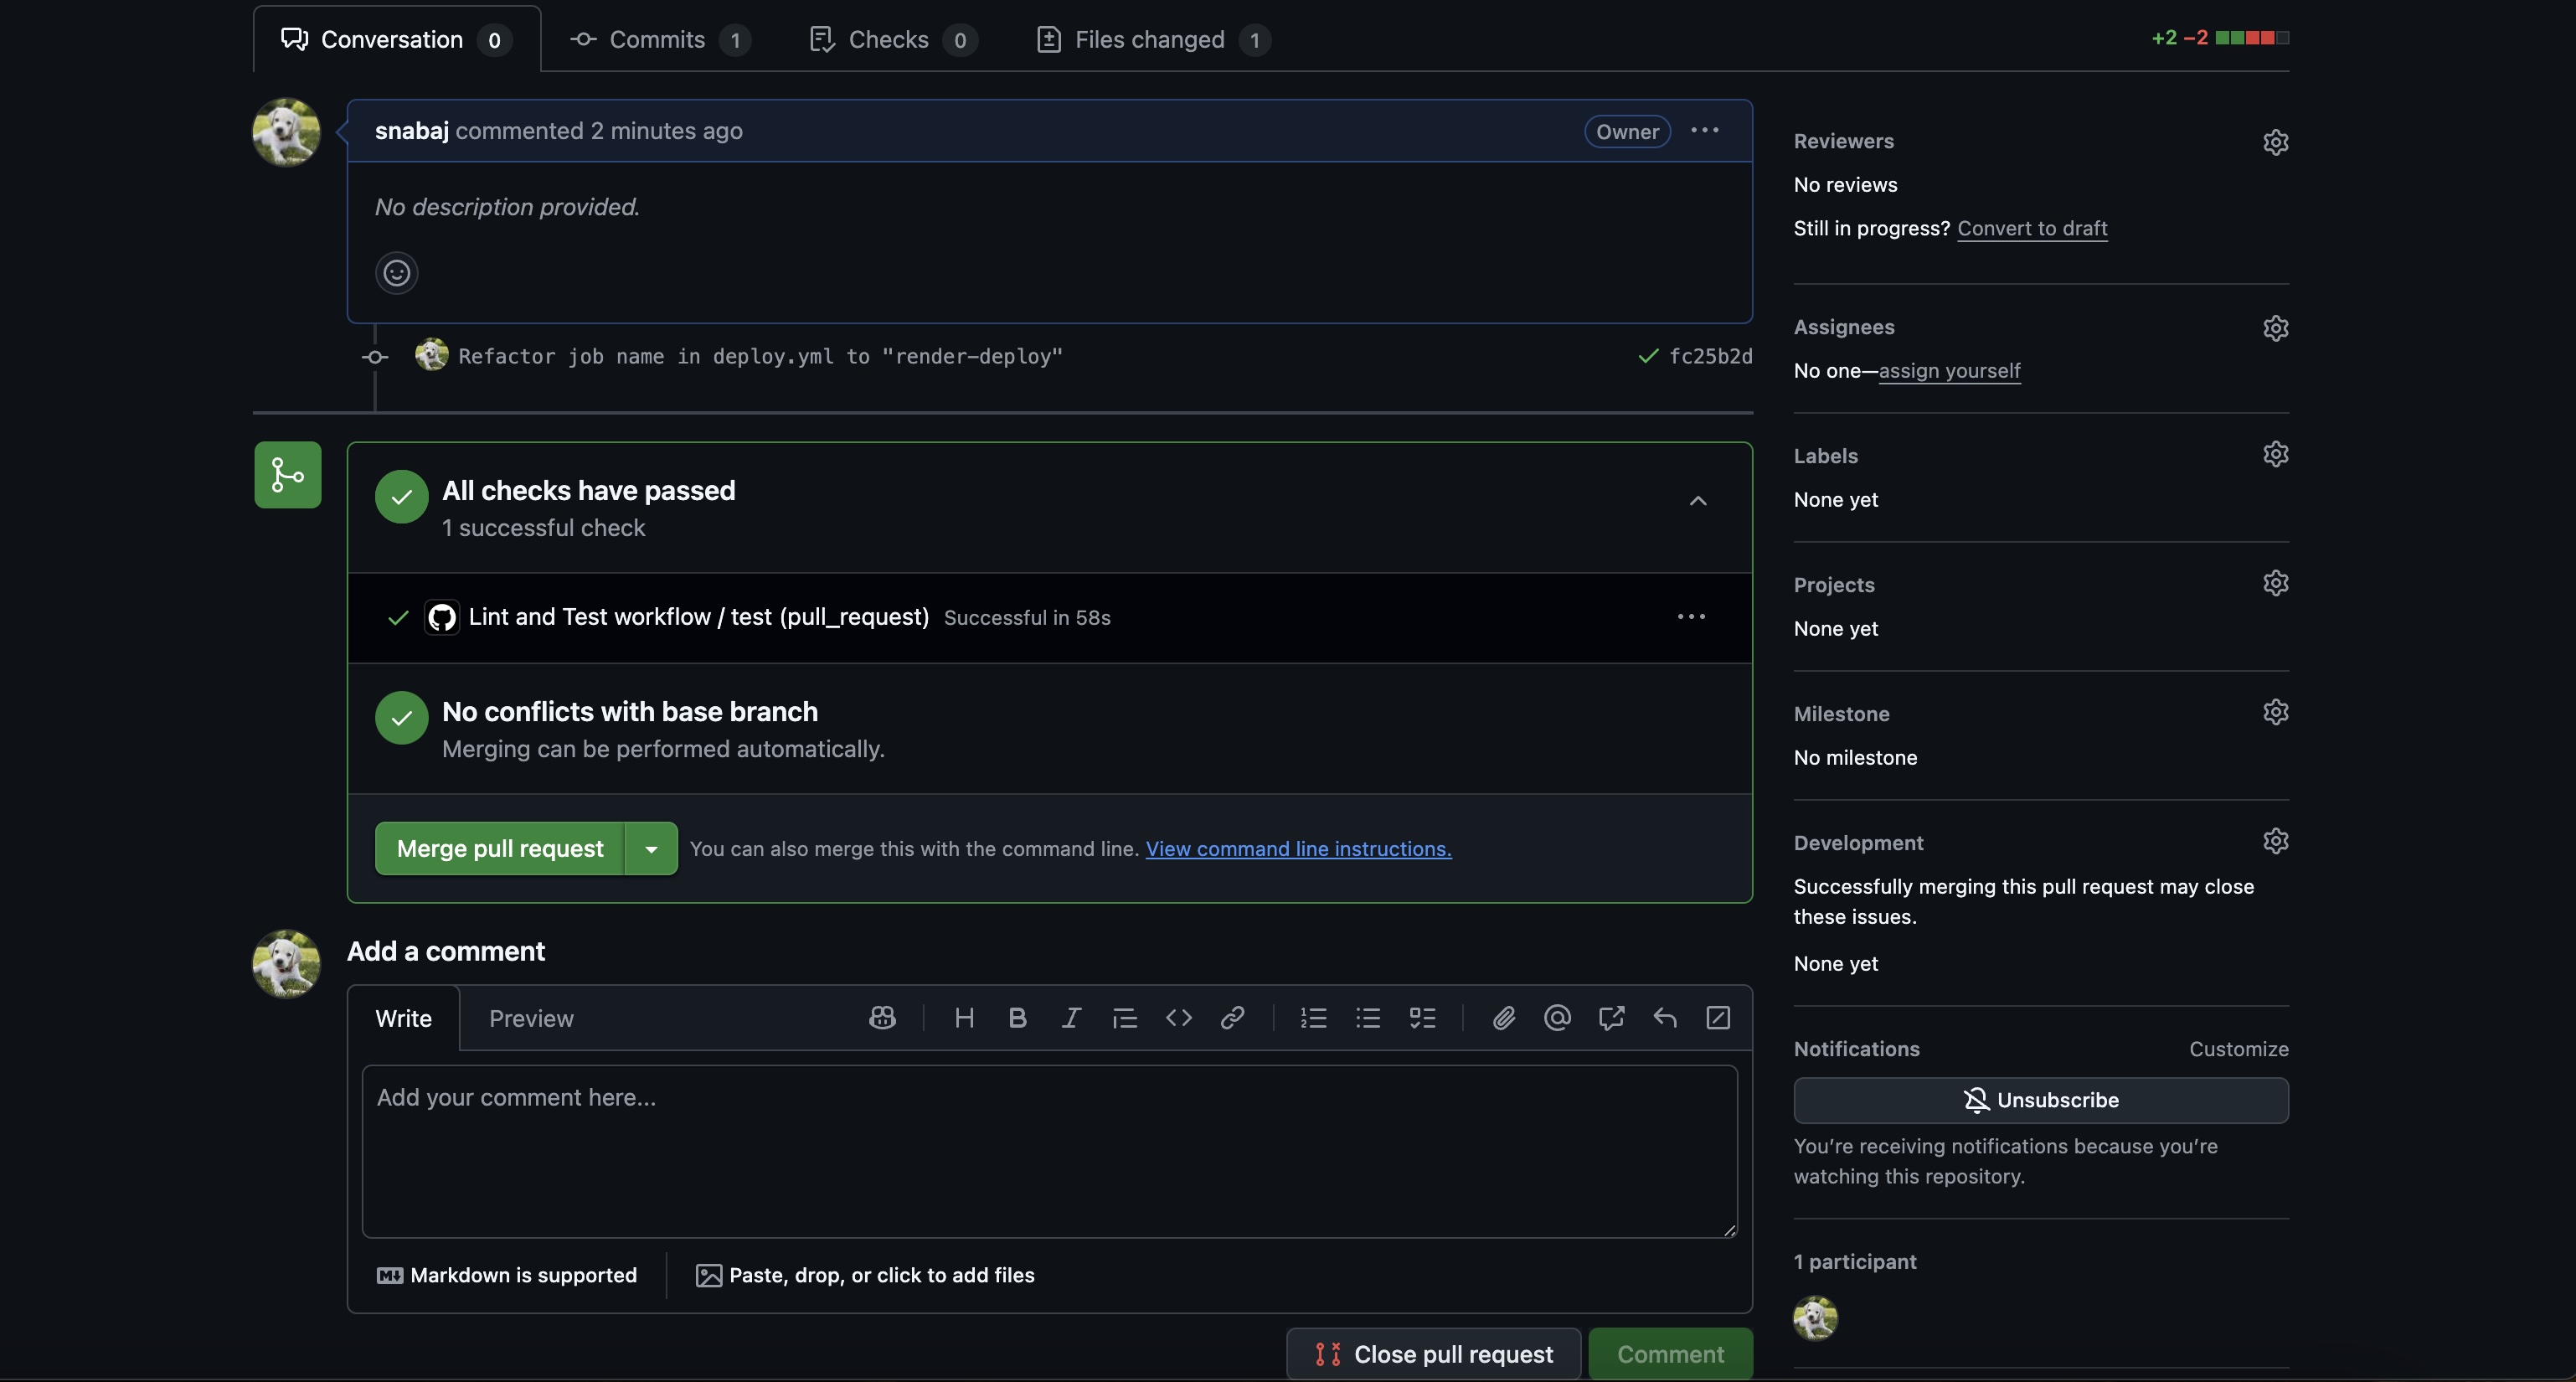 Conversation 0
Commits 1
Checks 0
Files changed 1
+2 −2
snabaj commented 2 minutes ago
Owner
No description provided.
Refactor job name in deploy.yml to "render-deploy"
fc25b2d
All checks have passed
1 successful check
Lint and Test workflow / test (pull_request) Successful in 58s
No conflicts with base branch
Merging can be performed automatically.
Merge pull request
You can also merge this with the command line. View command line instructions.
Add a comment
Write
Preview
Add your comment here...
Markdown is supported
Paste, drop, or click to add files
Close pull request
Comment
Reviewers
No reviews
Still in progress? Convert to draft
Assignees
No one—assign yourself
Labels
None yet
Projects
None yet
Milestone
No milestone
Development
Successfully merging this pull request may close
these issues.
None yet
Notifications
Customize
Unsubscribe
You’re receiving notifications because you’re
watching this repository.
1 participant